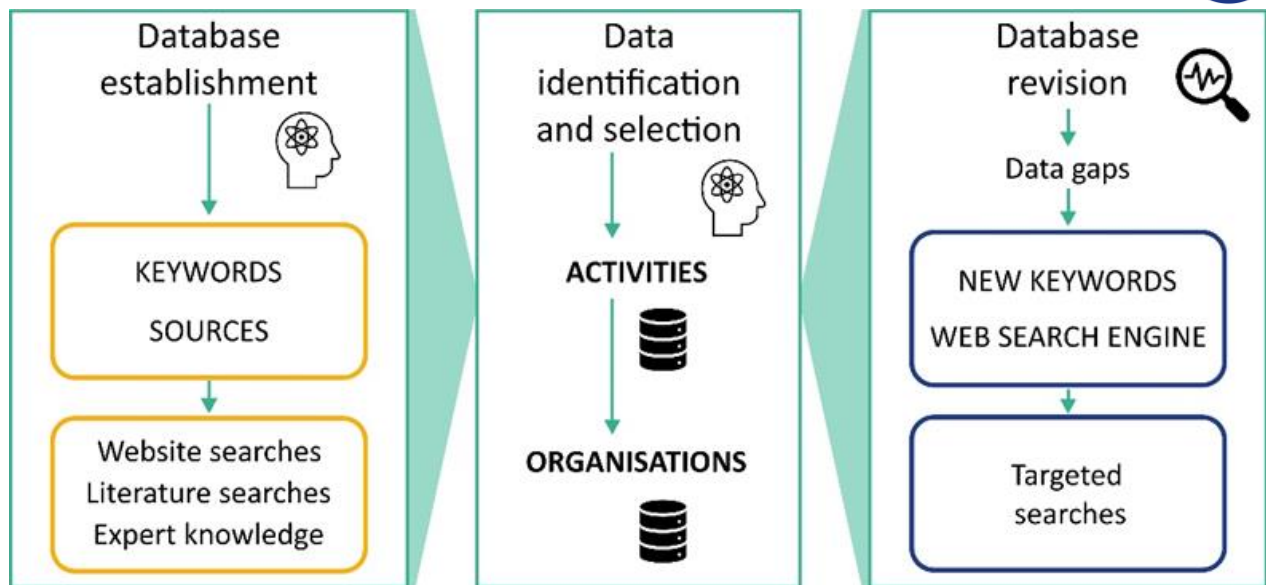 Database
establishment
KEYWORDS
SOURCES
Website searches
Literature searches
Expert knowledge
Data
identification
and selection
ACTIVITIES
ORGANISATIONS
Database
revision
Data gaps
NEW KEYWORDS
WEB SEARCH ENGINE
Targeted
searches